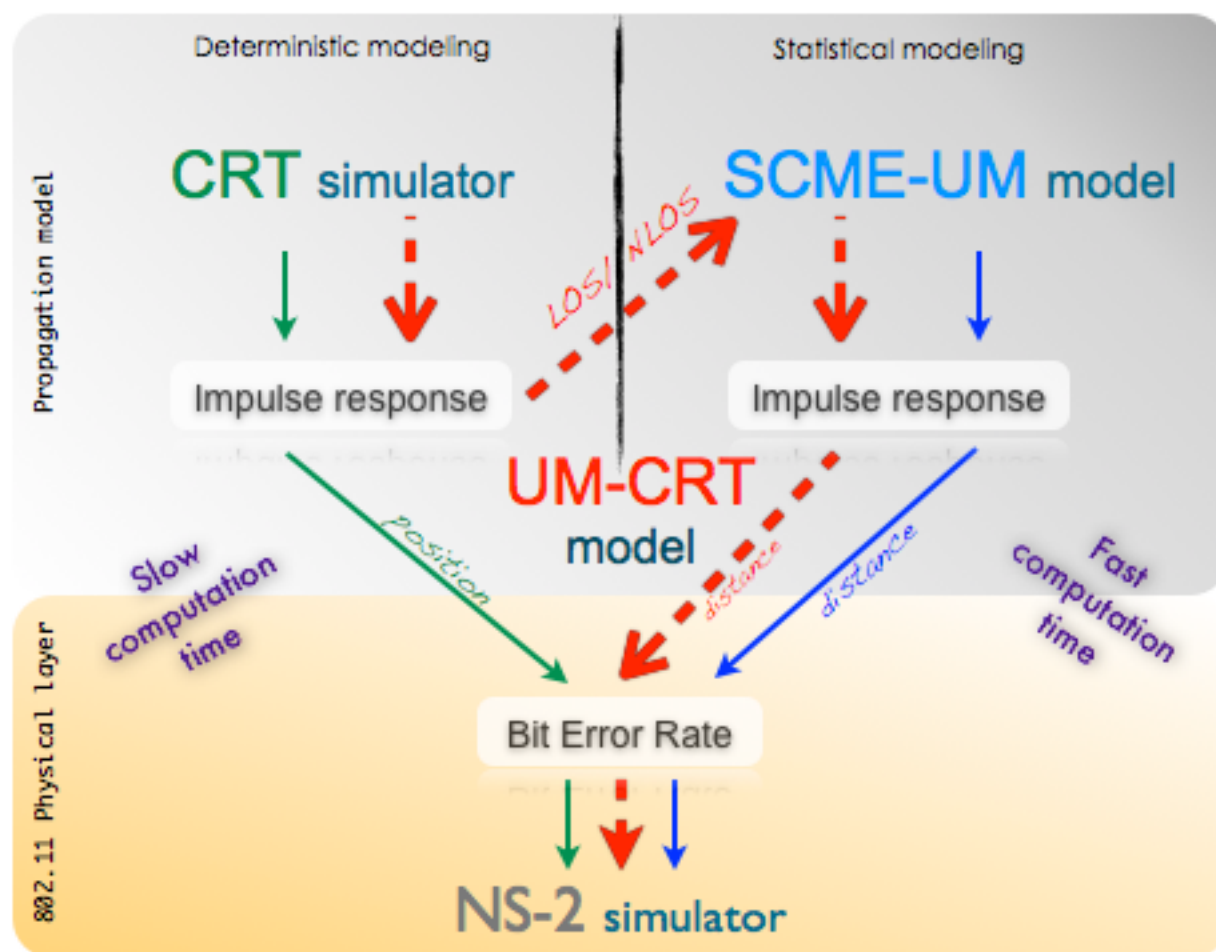 Deterministic modeling
Statistical modeling
Propagation model
CRT simulator
SCME-UM model
LOS/ NLOS
Impulse response
Impulse response
UM-CRT
model
position
distance
distance
Slow
computation
time
Fast
computation
time
802.11 Physical layer
Bit Error Rate
NS-2 simulator